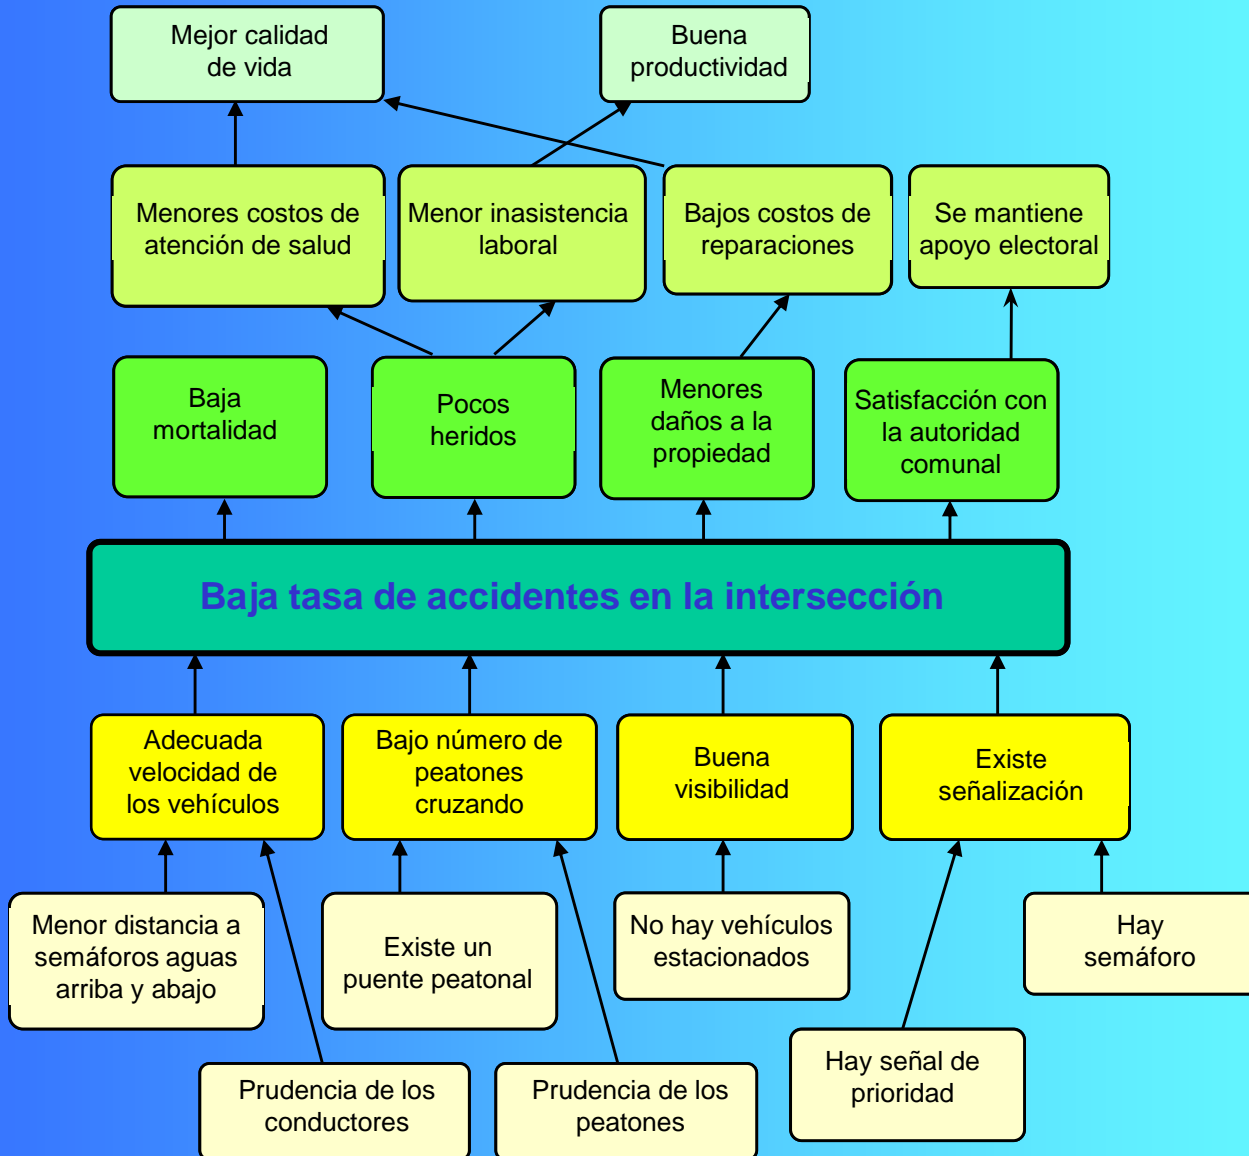 Mejor calidad
de vida
Buena
productividad
Menores costos de
atención de salud
Menor inasistencia
laboral
Bajos costos de
reparaciones
Se mantiene
apoyo electoral
Baja
mortalidad
Pocos
heridos
Menores
daños a la
propiedad
Satisfacción con
la autoridad
comunal
Baja tasa de accidentes en la intersección
Adecuada
velocidad de
los vehículos
Bajo número de
peatones
cruzando
Buena
visibilidad
Existe
señalización
Menor distancia a
semáforos aguas
arriba y abajo
Existe un
puente peatonal
No hay vehículos
estacionados
Hay
semáforo
Prudencia de los
conductores
Prudencia de los
peatones
Hay señal de
prioridad